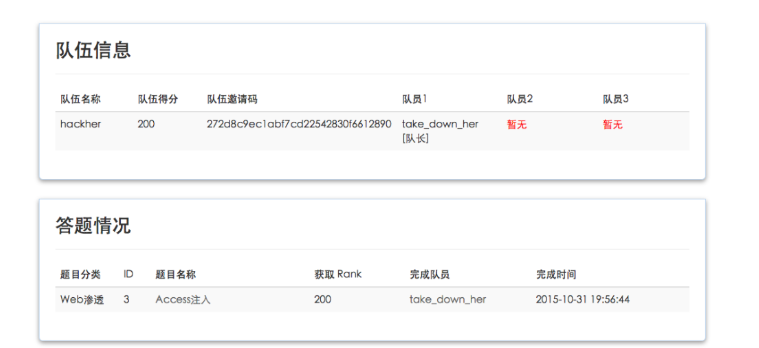 队伍信息
队伍名称 队伍得分 队伍邀请码 队员1 队员2 队员3
hackher 200 272d8c9ec1abf7cd22542830f6612890 take_down_her 暂无 暂无
[队长]
答题情况
题目分类 ID 题目名称 获取 Rank 完成队员 完成时间
Web渗透 3 Access注入 200 take_down_her 2015-10-31 19:56:44